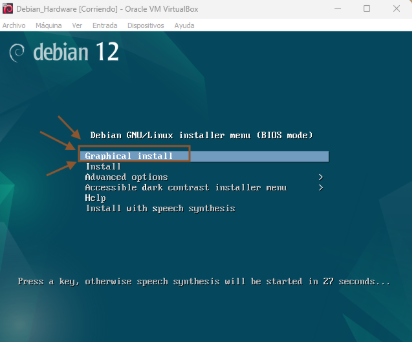 Debian_Hardware [Corriendo] - Oracle VM VirtualBox
Archivo Máquina Ver Entrada Dispositivos Ayuda
debian 12
Debian GNU/Linux installer menu (BIOS mode)
Graphical install
Install
Advanced options >
Accessible dark contrast installer menu >
Help
Install with speech synthesis
Press a key, otherwise speech synthesis will be started in 27 seconds...